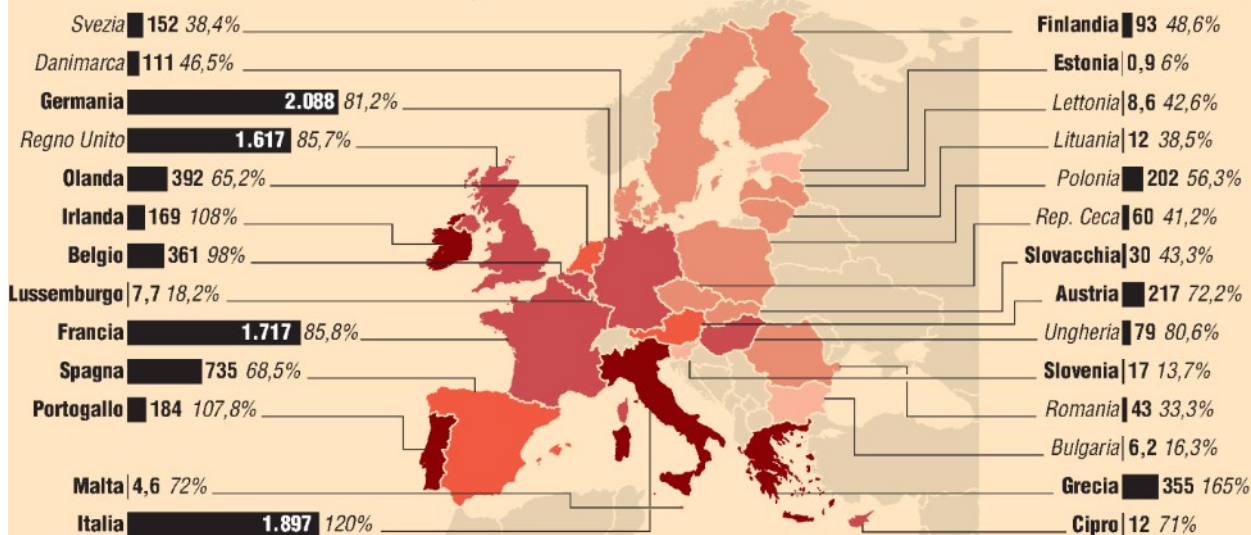 Svezia 152 38,4%
Danimarca 111 46,5%
Germania 2.088 81,2%
Regno Unito 1.617 85,7%
Olanda 392 65,2%
Irlanda 169 108%
Belgio 361 98%
Lussemburgo 7,7 18,2%
Francia 1.717 85,8%
Spagna 735 68,5%
Portogallo 184 107,8%
Malta 4,6 72%
Italia 1.897 120%
Finlandia 93 48,6%
Estonia 0,9 6%
Lettonia 8,6 42,6%
Lituania 12 38,5%
Polonia 202 56,3%
Rep. Ceca 60 41,2%
Slovacchia 30 43,3%
Austria 217 72,2%
Ungheria 79 80,6%
Slovenia 17 13,7%
Romania 43 33,3%
Bulgaria 6,2 16,3%
Grecia 355 165%
Cipro 12 71%